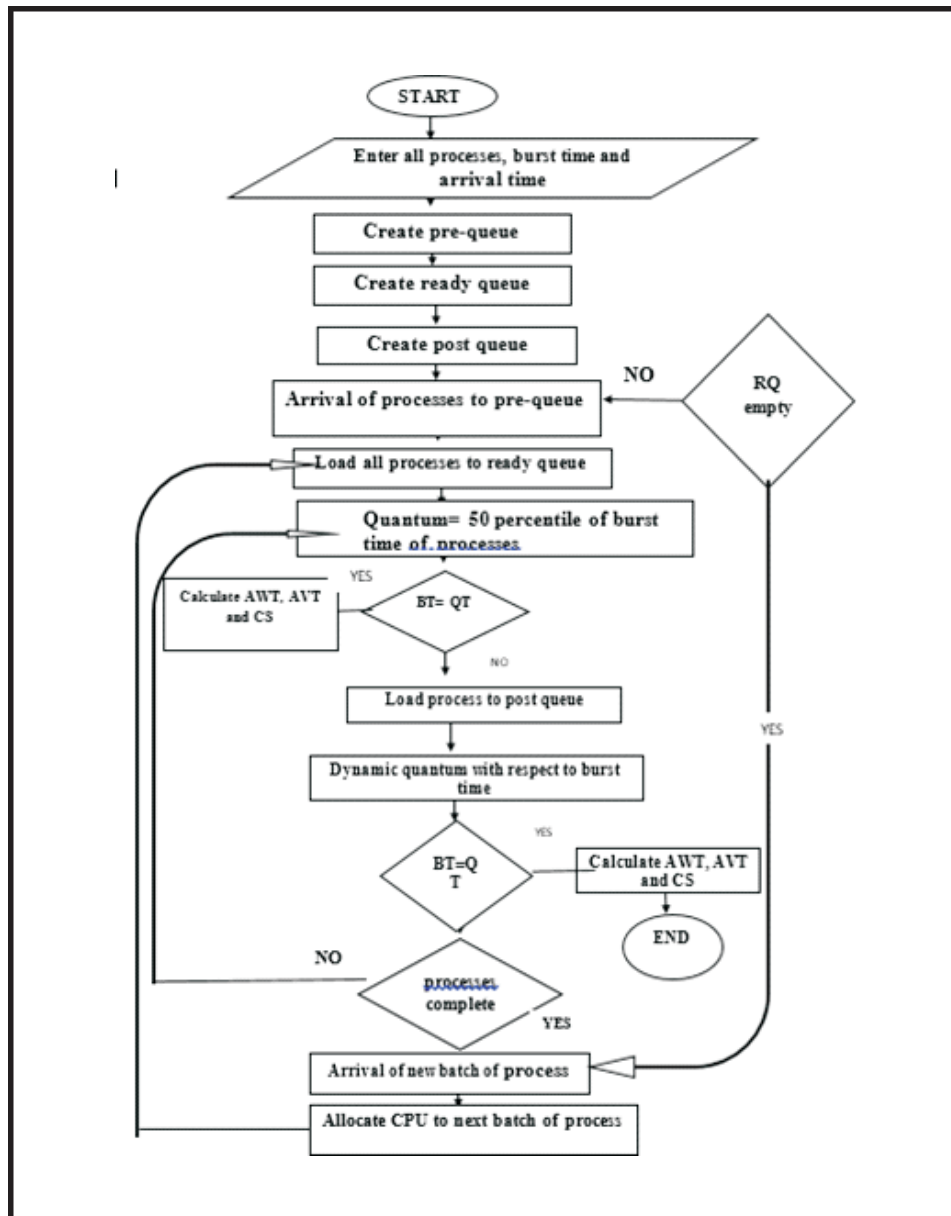 START
Enter all processes, burst time and
arrival time
Create pre-queue
Create ready queue
Create post queue
NO
RQ
empty
Arrival of processes to pre-queue
Load all processes to ready queue
Quantum= 50 percentile of burst
time of processes
YES
Calculate AWT, AVT
and CS
BT= QT
NO
Load process to post queue
YES
Dynamic quantum with respect to burst
time
YES
BT=Q
T
Calculate AWT, AVT
and CS
END
NO
processes
complete
YES
Arrival of new batch of process
Allocate CPU to next batch of process